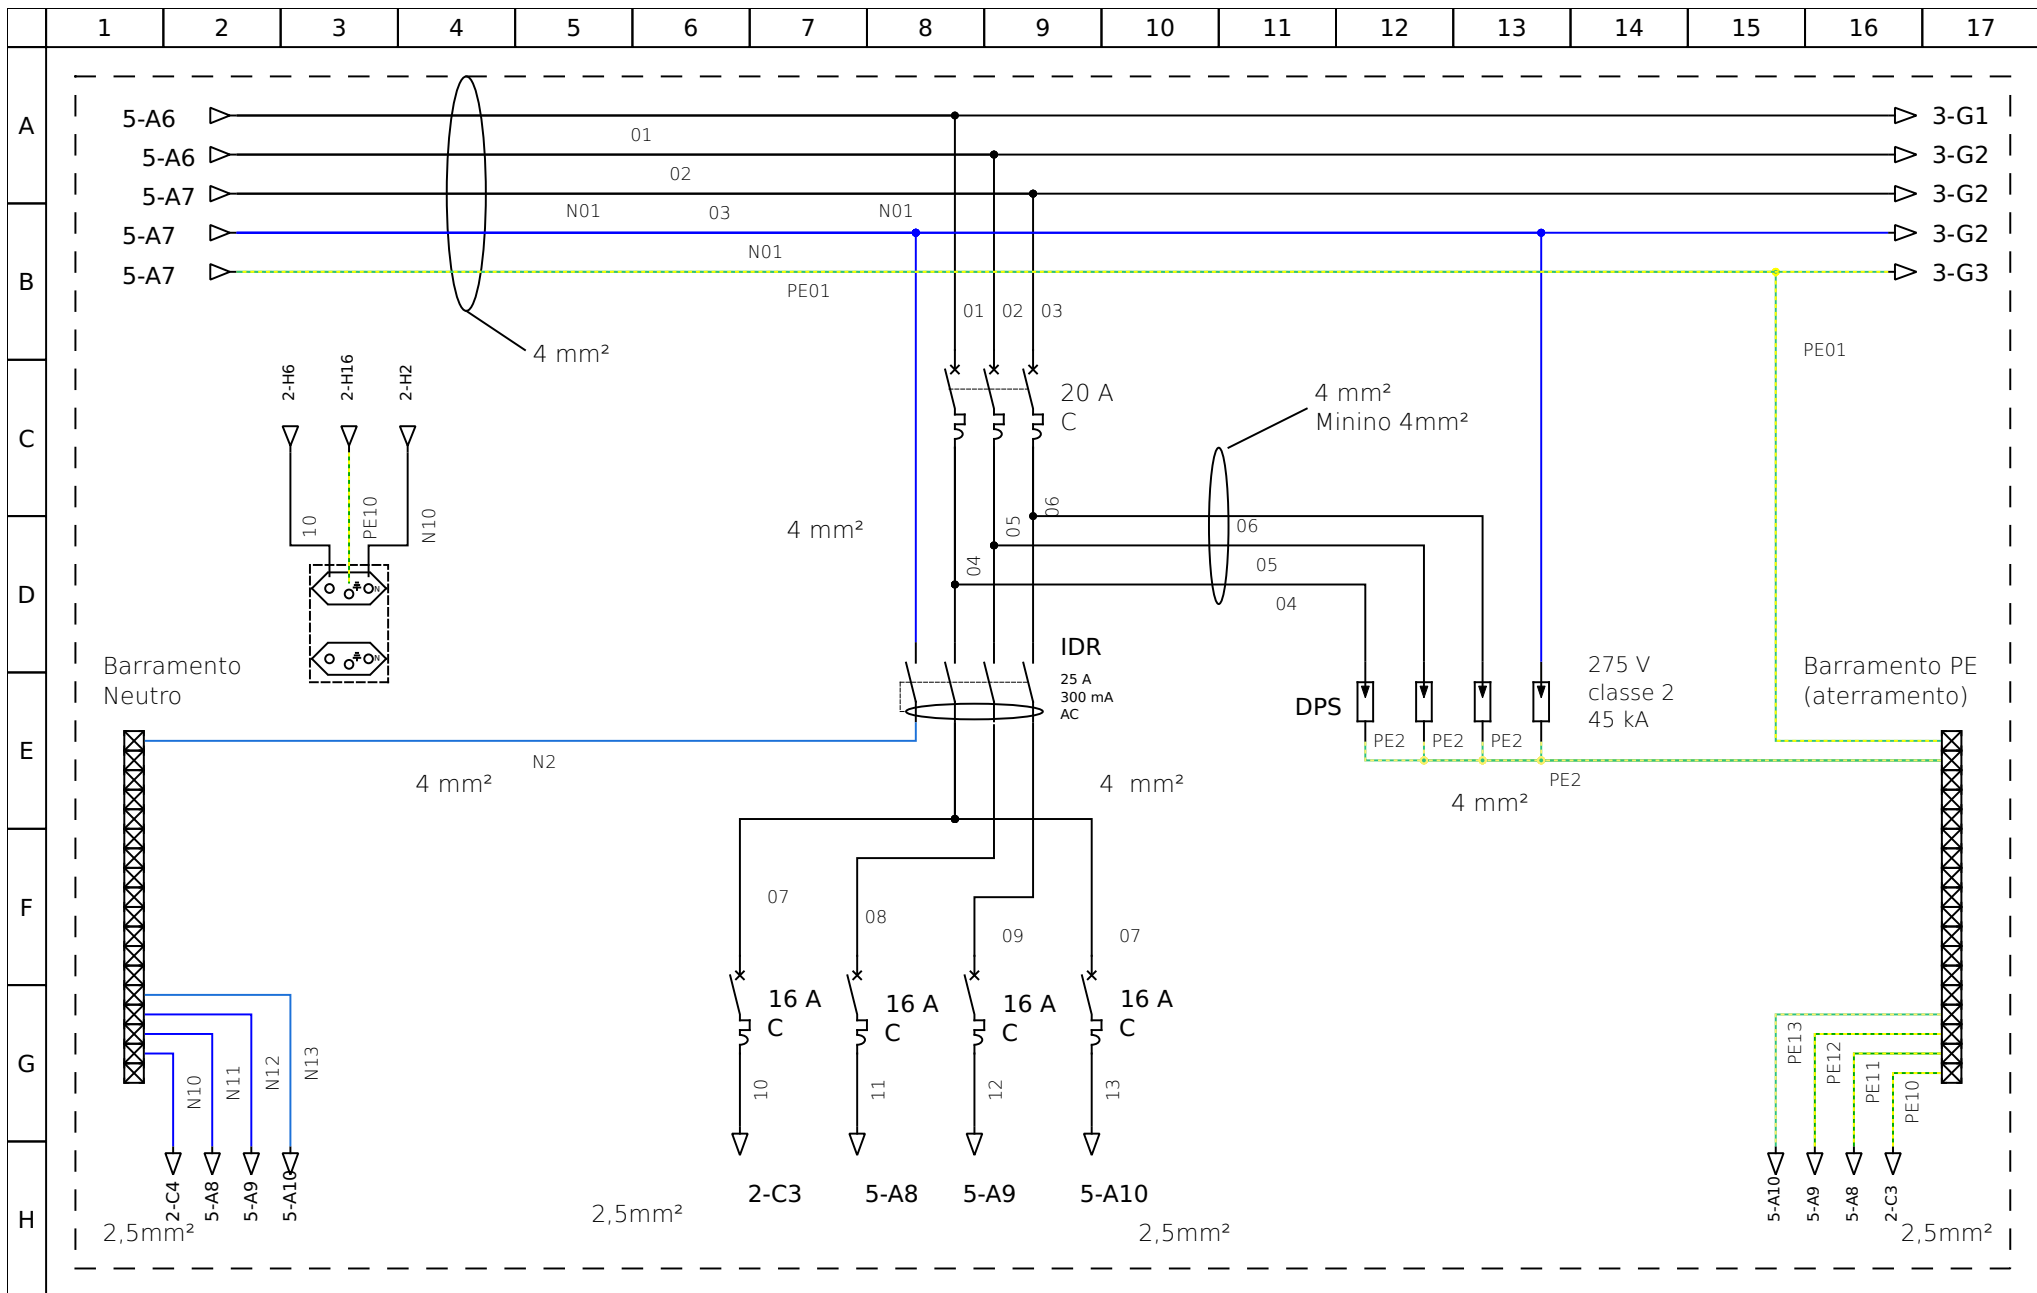 1 2 3 4 5 6 7 8 9 10 11 12 13 14 15 16 17
A
5-A6
01
3-G1
5-A6
02
3-G2
5-A7
N01 03 N01
3-G2
5-A7
N01
3-G2
B
5-A7
PE01
3-G3
01 02 03
4 mm²
PE01
2-H6 2-H16 2-H2
C
20 A
C
4 mm²
Minino 4mm²
10 PE10 N10
4 mm²
04 05 06
06
05
04
D
N
N
Barramento
Neutro
IDR
25 A
300 mA
AC
DPS
275 V
classe 2
45 kA
Barramento PE
(aterramento)
E
N2
PE2 PE2 PE2
PE2
4 mm²
4 mm²
4 mm²
F
07
08
09
07
G
16 A
C
16 A
C
16 A
C
16 A
C
N10 N11 N12 N13
10 11 12 13
PE13 PE12 PE11 PE10
H
2-C4 5-A8 5-A9 5-A10
2-C3 5-A8 5-A9 5-A10
5-A10 5-A9 5-A8 2-C3
2,5mm²
2,5mm²
2,5mm²
2,5mm²